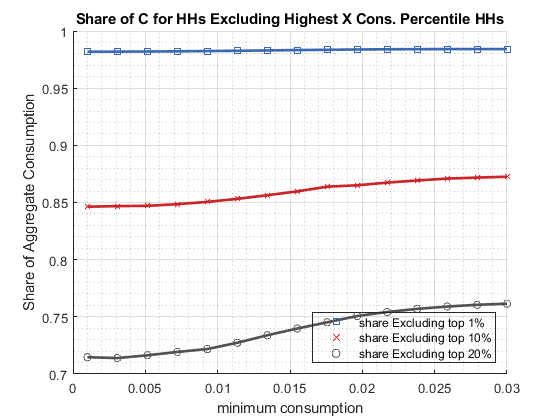 Share of C for HHs Excluding Highest X Cons. Percentile HHs
1
0.95
0.9
0.85
0.8
0.75
0.7
Share of Aggregate Consumption
share Excluding top 1%
share Excluding top 10%
share Excluding top 20%
0 0.005 0.01 0.015 0.02 0.025 0.03
minimum consumption